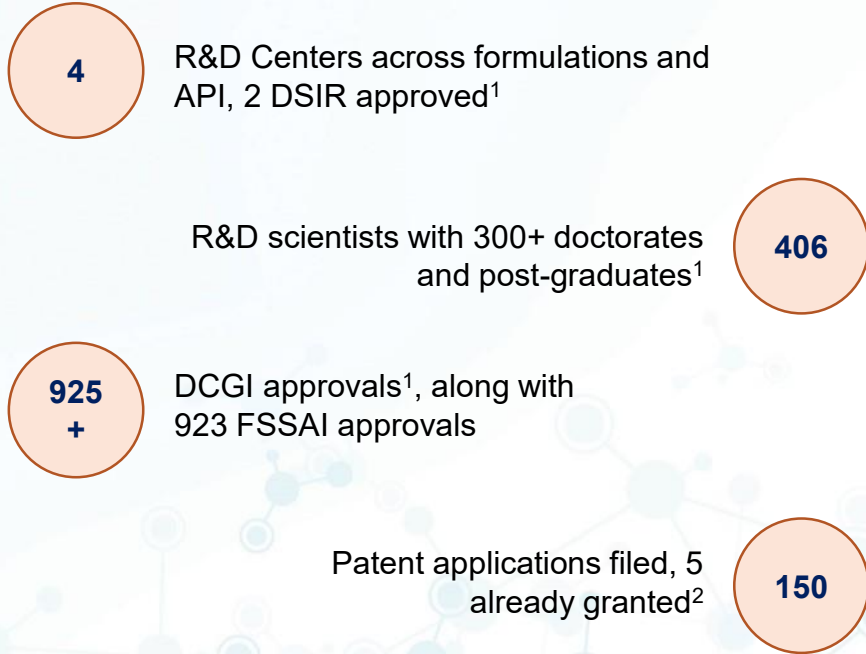 4
R&D Centers across formulations and
API, 2 DSIR approved¹
R&D scientists with 300+ doctorates
and post-graduates¹
406
925
+
DCGI approvals¹, along with
923 FSSAI approvals
Patent applications filed, 5
already granted²
150